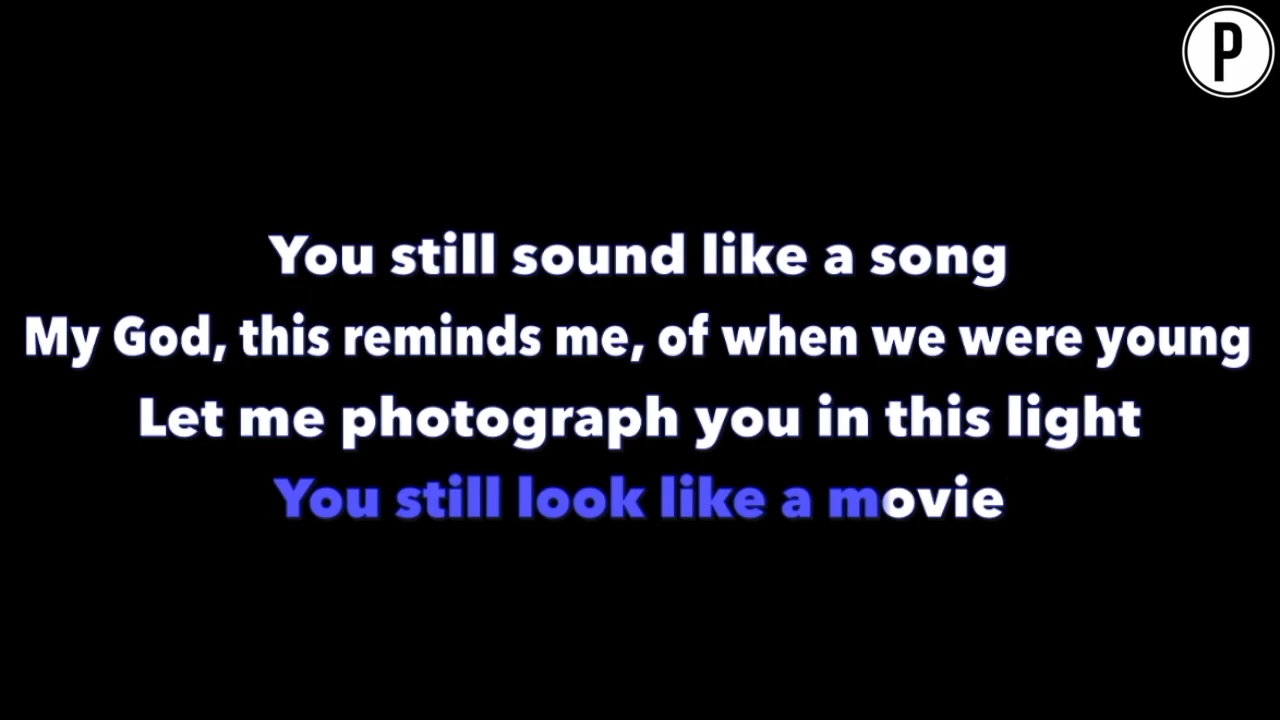 P
You still sound like a song
My God, this reminds me, of when we were young
Let me photograph you in this light
You still look like a movie